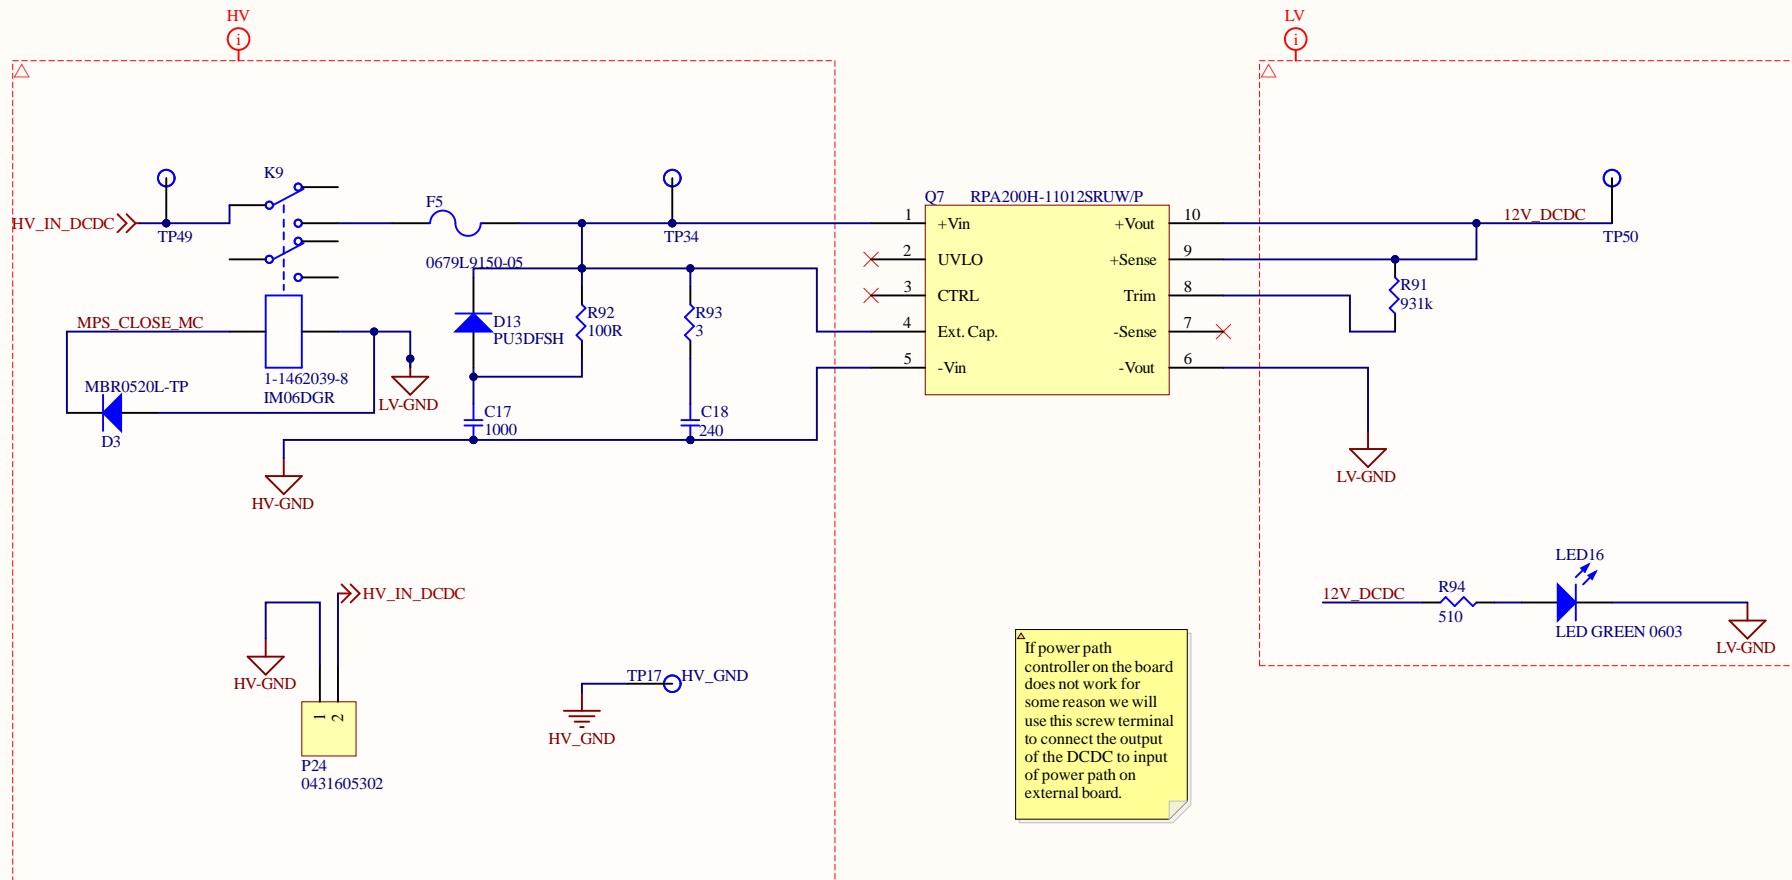 HV
i
LV
i
K9
HV_IN_DCDC
TP49
F5
0679L9150-05
TP34
MPS_CLOSE_MC
MBR0520L-TP
D3
1-1462039-8
IM06DGR
LV-GND
D13
PU3DFSH
R92
100R
R93
3
C17
1000
C18
240
HV-GND
Q7
RPA200H-11012SRUW/P
1
+Vin
2
UVLO
3
CTRL
4
Ext. Cap.
5
-Vin
+Vout
10
+Sense
9
Trim
8
-Sense
7
-Vout
6
12V_DCDC
TP50
R91
931k
LV-GND
HV_IN_DCDC
HV-GND
1
2
P24
0431605302
TP17
HV_GND
HV_GND
If power path
controller on the board
does not work for
some reason we will
use this screw terminal
to connect the output
of the DCDC to input
of power path on
external board.
12V_DCDC
R94
510
LED16
LED GREEN 0603
LV-GND